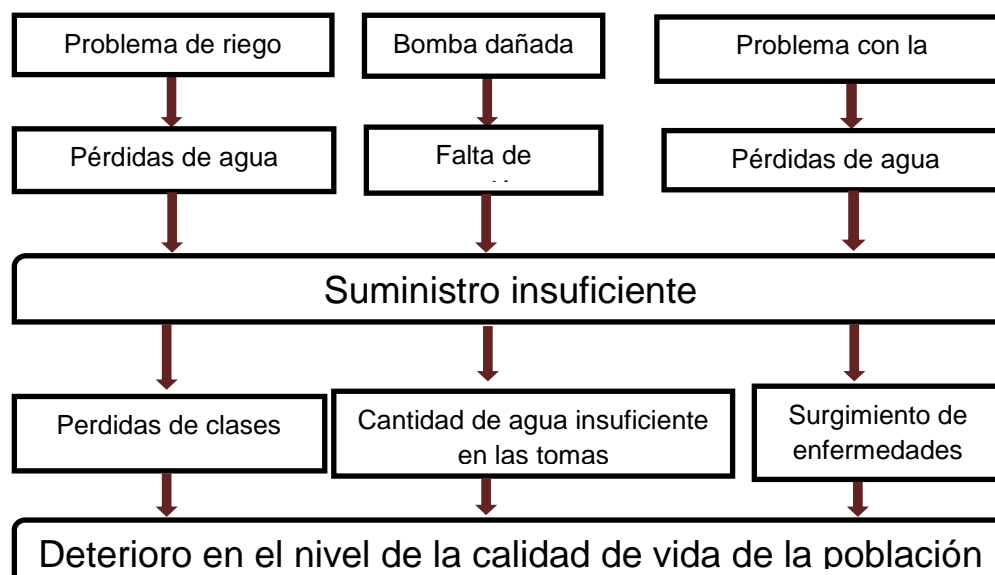 Problema de riego
Bomba dañada
Problema con la
Pérdidas de agua
Falta de
Pérdidas de agua
Suministro insuficiente
Perdidas de clases
Cantidad de agua insuficiente
en las tomas
Surgimiento de
enfermedades
Deterioro en el nivel de la calidad de vida de la población